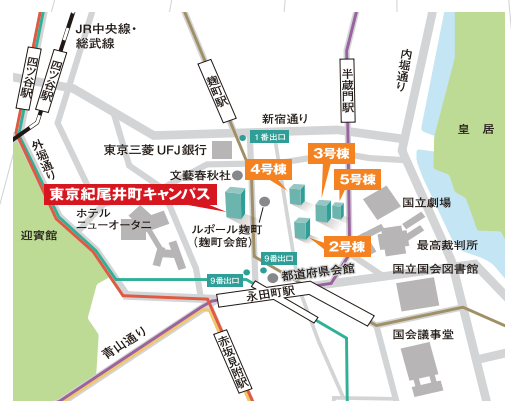 JR中央線・
総武線
四ツ谷駅
四ツ谷駅
麹町駅
半蔵門駅
内堀通り
新宿通り
皇居
外堀通り
1番出口
東京三菱UFJ銀行
3号棟
4号棟
5号棟
文藝春秋社
東京紀尾井町キャンパス
国立劇場
ホテル
ニューオータニ
ルポール麹町
(麹町会館)
迎賓館
2号棟
最高裁判所
9番出口
9番出口
都道府県会館
国立国会図書館
永田町駅
青山通り
赤坂見附駅
国会議事堂